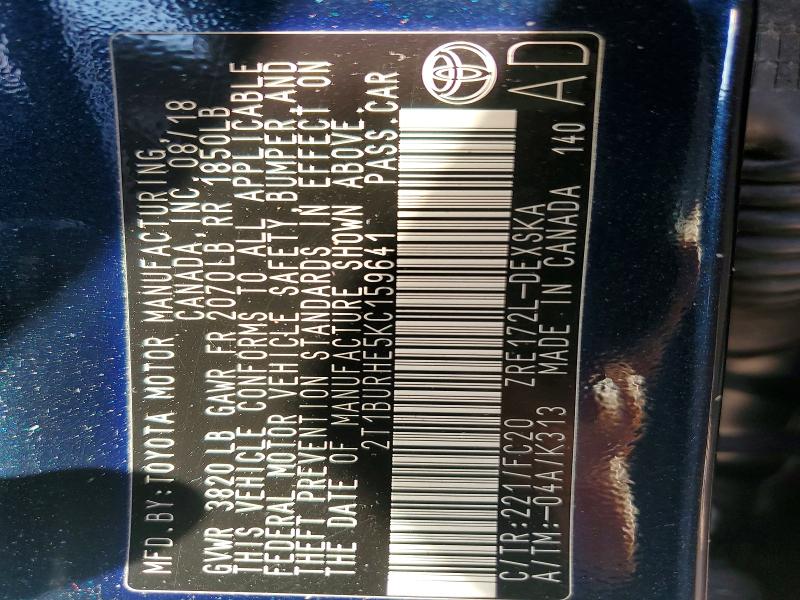 MFD.BY:TOYOTA MOTOR MANUFACTURING,
CANADA, INC. 08/18
GVWR 3820 LB GAWR FR 2070LB RR 1850LB
THIS VEHICLE CONFORMS TO ALL APPLICABLE
FEDERAL MOTOR VEHICLE SAFETY, BUMPER, AND
THEFT PREVENTION STANDARDS IN EFFECT ON
THE DATE OF MANUFACTURE SHOWN ABOVE.
2T1BURHE5KC159641 PASS.CAR
C/TR:221/FC20 ZRE172L-DEXSKA
A/TM:-04A/K313 MADE IN CANADA 140 AD